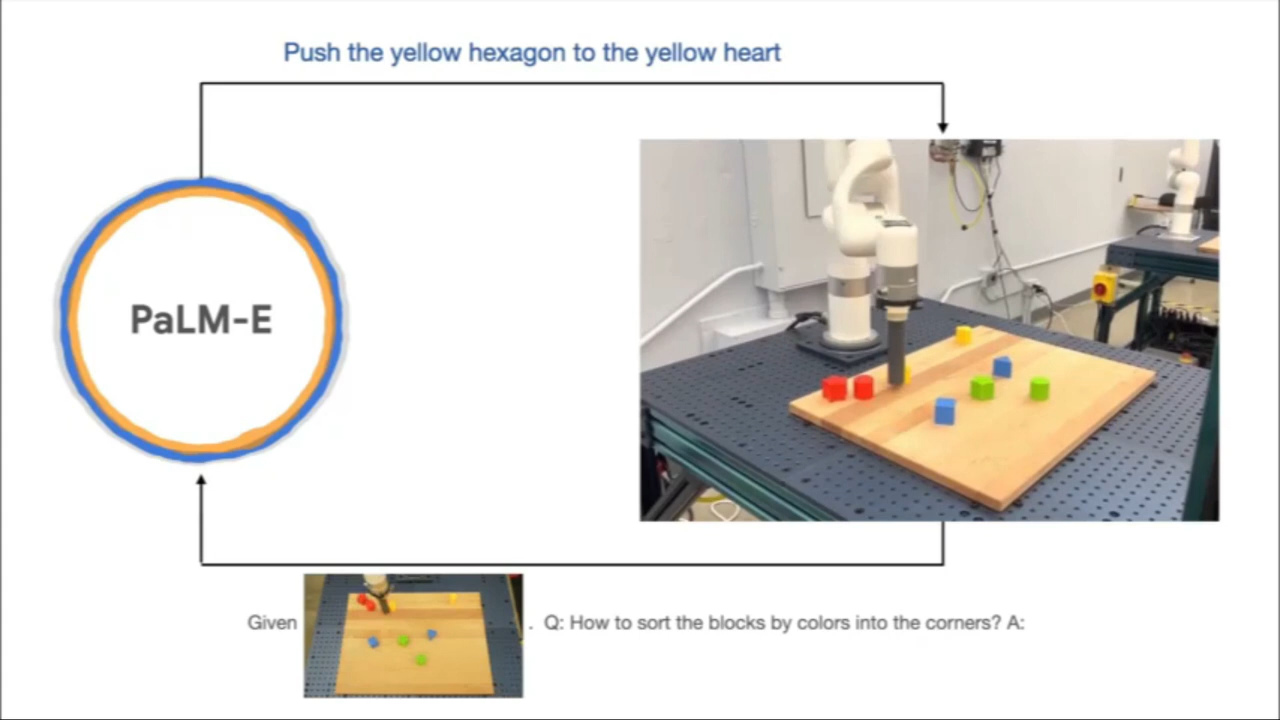 Push the yellow hexagon to the yellow heart
PaLM-E
Given . Q: How to sort the blocks by colors into the corners? A: